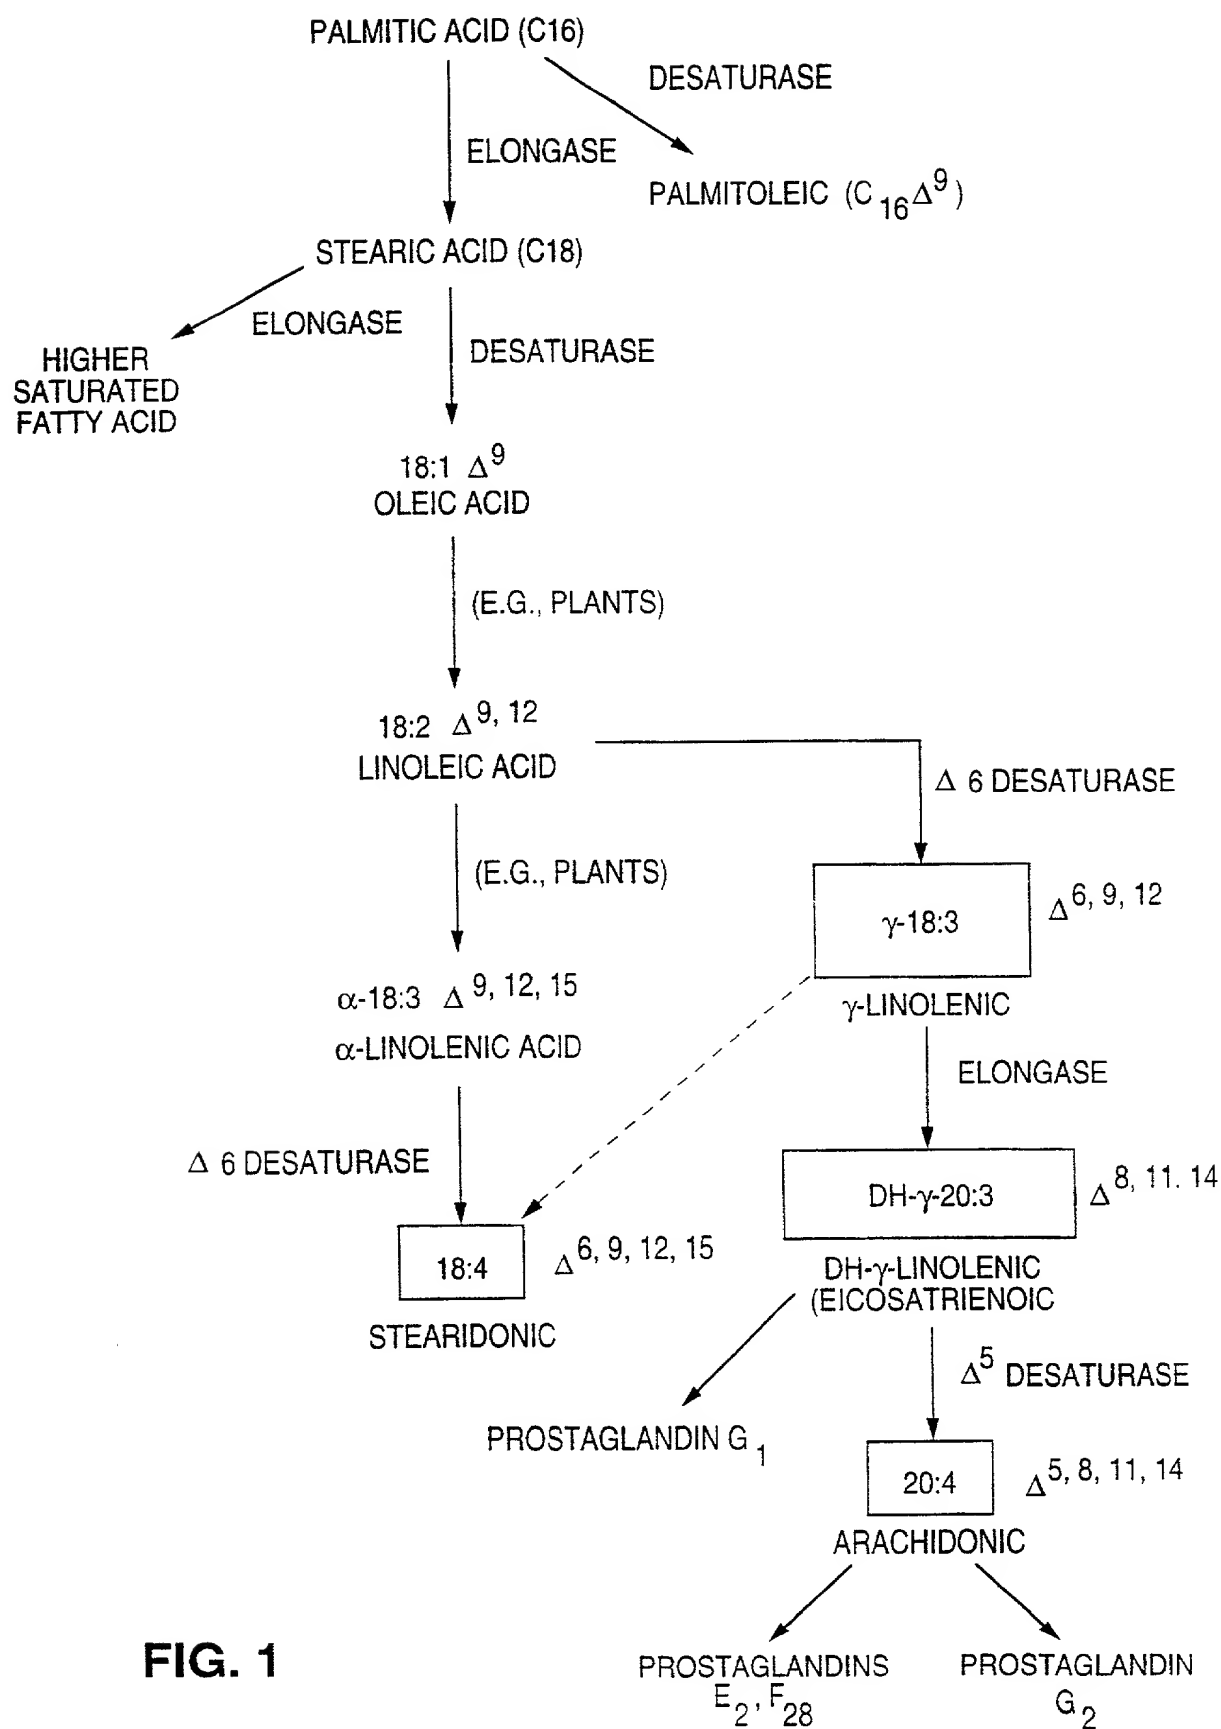 PALMITIC ACID (C16)
DESATURASE
ELONGASE
PALMITOLEIC (C16Δ9)
STEARIC ACID (C18)
ELONGASE
DESATURASE
HIGHER
SATURATED
FATTY ACID
18:1 Δ9
OLEIC ACID
(E.G., PLANTS)
18:2 Δ9, 12
LINOLEIC ACID
Δ 6 DESATURASE
(E.G., PLANTS)
γ-18:3 Δ6, 9, 12
γ-LINOLENIC
α-18:3 Δ9, 12, 15
α-LINOLENIC ACID
ELONGASE
Δ 6 DESATURASE
DH-γ-20:3 Δ8, 11. 14
18:4 Δ6, 9, 12, 15
DH-γ-LINOLENIC
(EICOSATRIENOIC
STEARIDONIC
Δ5 DESATURASE
PROSTAGLANDIN G1
20:4 Δ5, 8, 11, 14
ARACHIDONIC
FIG. 1
PROSTAGLANDINS
E2, F28
PROSTAGLANDIN
G2